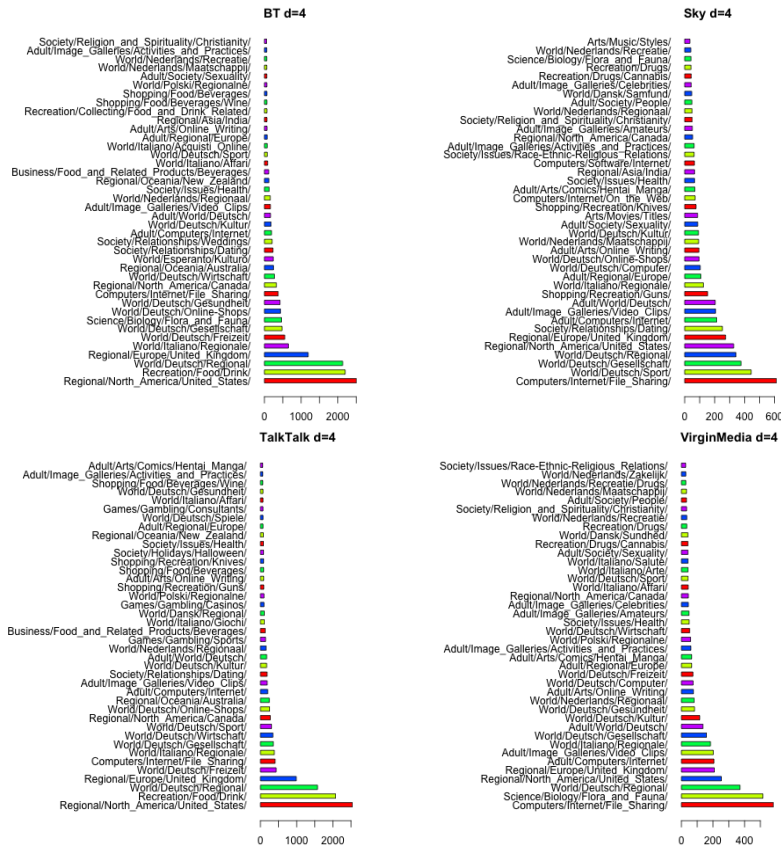 BT d=4
Society/Religion_and_Spirituality/Christianity/
Adult/Image_Galleries/Activities_and_Practices/
World/Nederlands/Recreatie/
World/Nederlands/Maatschappij/
Adult/Society/Sexuality/
World/Polski/Regionalne/
Shopping/Food/Beverages/
Shopping/Food/Beverages/Wine/
Recreation/Collecting/Food_and_Drink_Related/
Regional/Asia/India/
Adult/Arts/Online_Writing/
Adult/Regional/Europe/
World/Italiano/Acquisti_Online/
World/Deutsch/Sport/
World/Italiano/Affari/
Business/Food_and_Related_Products/Beverages/
Regional/Oceania/New_Zealand/
Society/Issues/Health/
World/Nederlands/Regionaal/
Adult/Image_Galleries/Video_Clips/
Adult/World/Deutsch/
World/Deutsch/Kultur/
Adult/Computers/Internet/
Society/Relationships/Weddings/
Society/Relationships/Dating/
World/Esperanto/Kulturo/
Regional/Oceania/Australia/
World/Deutsch/Wirtschaft/
Regional/North_America/Canada/
Computers/Internet/File_Sharing/
World/Deutsch/Gesundheit/
World/Deutsch/Online-Shops/
Science/Biology/Flora_and_Fauna/
World/Deutsch/Gesellschaft/
World/Deutsch/Freizeit/
World/Italiano/Regionale/
Regional/Europe/United_Kingdom/
World/Deutsch/Regional/
Recreation/Food/Drink/
Regional/North_America/United_States/
0 1000 2000
Sky d=4
Arts/Music/Styles/
World/Nederlands/Recreatie/
Science/Biology/Flora_and_Fauna/
Recreation/Drugs/
Recreation/Drugs/Cannabis/
Adult/Image_Galleries/Celebrities/
World/Dansk/Samfund/
Adult/Society/People/
World/Nederlands/Regionaal/
Society/Religion_and_Spirituality/Christianity/
Adult/Image_Galleries/Amateurs/
Regional/North_America/Canada/
Adult/Image_Galleries/Activities_and_Practices/
Society/Issues/Race-Ethnic-Religious_Relations/
Computers/Software/Internet/
Regional/Asia/India/
Society/Issues/Health/
Adult/Arts/Comics/Hentai_Manga/
Computers/Internet/On_the_Web/
Shopping/Recreation/Knives/
Arts/Movies/Titles/
Adult/Society/Sexuality/
World/Deutsch/Kultur/
World/Nederlands/Maatschappij/
Adult/Arts/Online_Writing/
World/Deutsch/Online-Shops/
World/Deutsch/Computer/
Adult/Regional/Europe/
World/Italiano/Regionale/
Shopping/Recreation/Guns/
Adult/World/Deutsch/
Adult/Image_Galleries/Video_Clips/
Adult/Computers/Internet/
Society/Relationships/Dating/
Regional/Europe/United_Kingdom/
Regional/North_America/United_States/
World/Deutsch/Regional/
World/Deutsch/Gesellschaft/
World/Deutsch/Sport/
Computers/Internet/File_Sharing/
0 200 400 600
TalkTalk d=4
Adult/Arts/Comics/Hentai_Manga/
Adult/Image_Galleries/Activities_and_Practices/
Shopping/Food/Beverages/Wine/
World/Deutsch/Gesundheit/
World/Italiano/Affari/
Games/Gambling/Consultants/
World/Deutsch/Spiele/
Adult/Regional/Europe/
Regional/Oceania/New_Zealand/
Society/Issues/Health/
Society/Holidays/Halloween/
Shopping/Recreation/Knives/
Shopping/Food/Beverages/
Adult/Arts/Online_Writing/
Shopping/Recreation/Guns/
World/Polski/Regionalne/
Games/Gambling/Casinos/
World/Dansk/Regional/
World/Italiano/Giochi/
Business/Food_and_Related_Products/Beverages/
Games/Gambling/Sports/
World/Nederlands/Regionaal/
Adult/World/Deutsch/
World/Deutsch/Kultur/
Society/Relationships/Dating/
Adult/Image_Galleries/Video_Clips/
Adult/Computers/Internet/
Regional/Oceania/Australia/
World/Deutsch/Online-Shops/
Regional/North_America/Canada/
World/Deutsch/Sport/
World/Deutsch/Wirtschaft/
World/Deutsch/Gesellschaft/
World/Italiano/Regionale/
Computers/Internet/File_Sharing/
World/Deutsch/Freizeit/
Regional/Europe/United_Kingdom/
World/Deutsch/Regional/
Recreation/Food/Drink/
Regional/North_America/United_States/
0 1000 2000
VirginMedia d=4
Society/Issues/Race-Ethnic-Religious_Relations/
World/Nederlands/Zakelijk/
World/Nederlands/Recreatie/Drugs/
World/Nederlands/Maatschappij/
Adult/Society/People/
Society/Religion_and_Spirituality/Christianity/
World/Nederlands/Recreatie/
Recreation/Drugs/
World/Dansk/Sundhed/
Recreation/Drugs/Cannabis/
Adult/Society/Sexuality/
World/Italiano/Salute/
World/Italiano/Arte/
World/Deutsch/Sport/
World/Italiano/Affari/
Regional/North_America/Canada/
Adult/Image_Galleries/Celebrities/
Adult/Image_Galleries/Amateurs/
Society/Issues/Health/
World/Deutsch/Wirtschaft/
World/Polski/Regionalne/
Adult/Image_Galleries/Activities_and_Practices/
Adult/Arts/Comics/Hentai_Manga/
Adult/Regional/Europe/
World/Deutsch/Freizeit/
World/Deutsch/Computer/
Adult/Arts/Online_Writing/
World/Nederlands/Regionaal/
World/Deutsch/Gesundheit/
World/Deutsch/Kultur/
Adult/World/Deutsch/
World/Deutsch/Gesellschaft/
World/Italiano/Regionale/
Adult/Image_Galleries/Video_Clips/
Adult/Computers/Internet/
Regional/Europe/United_Kingdom/
Regional/North_America/United_States/
World/Deutsch/Regional/
Science/Biology/Flora_and_Fauna/
Computers/Internet/File_Sharing/
0 200 400